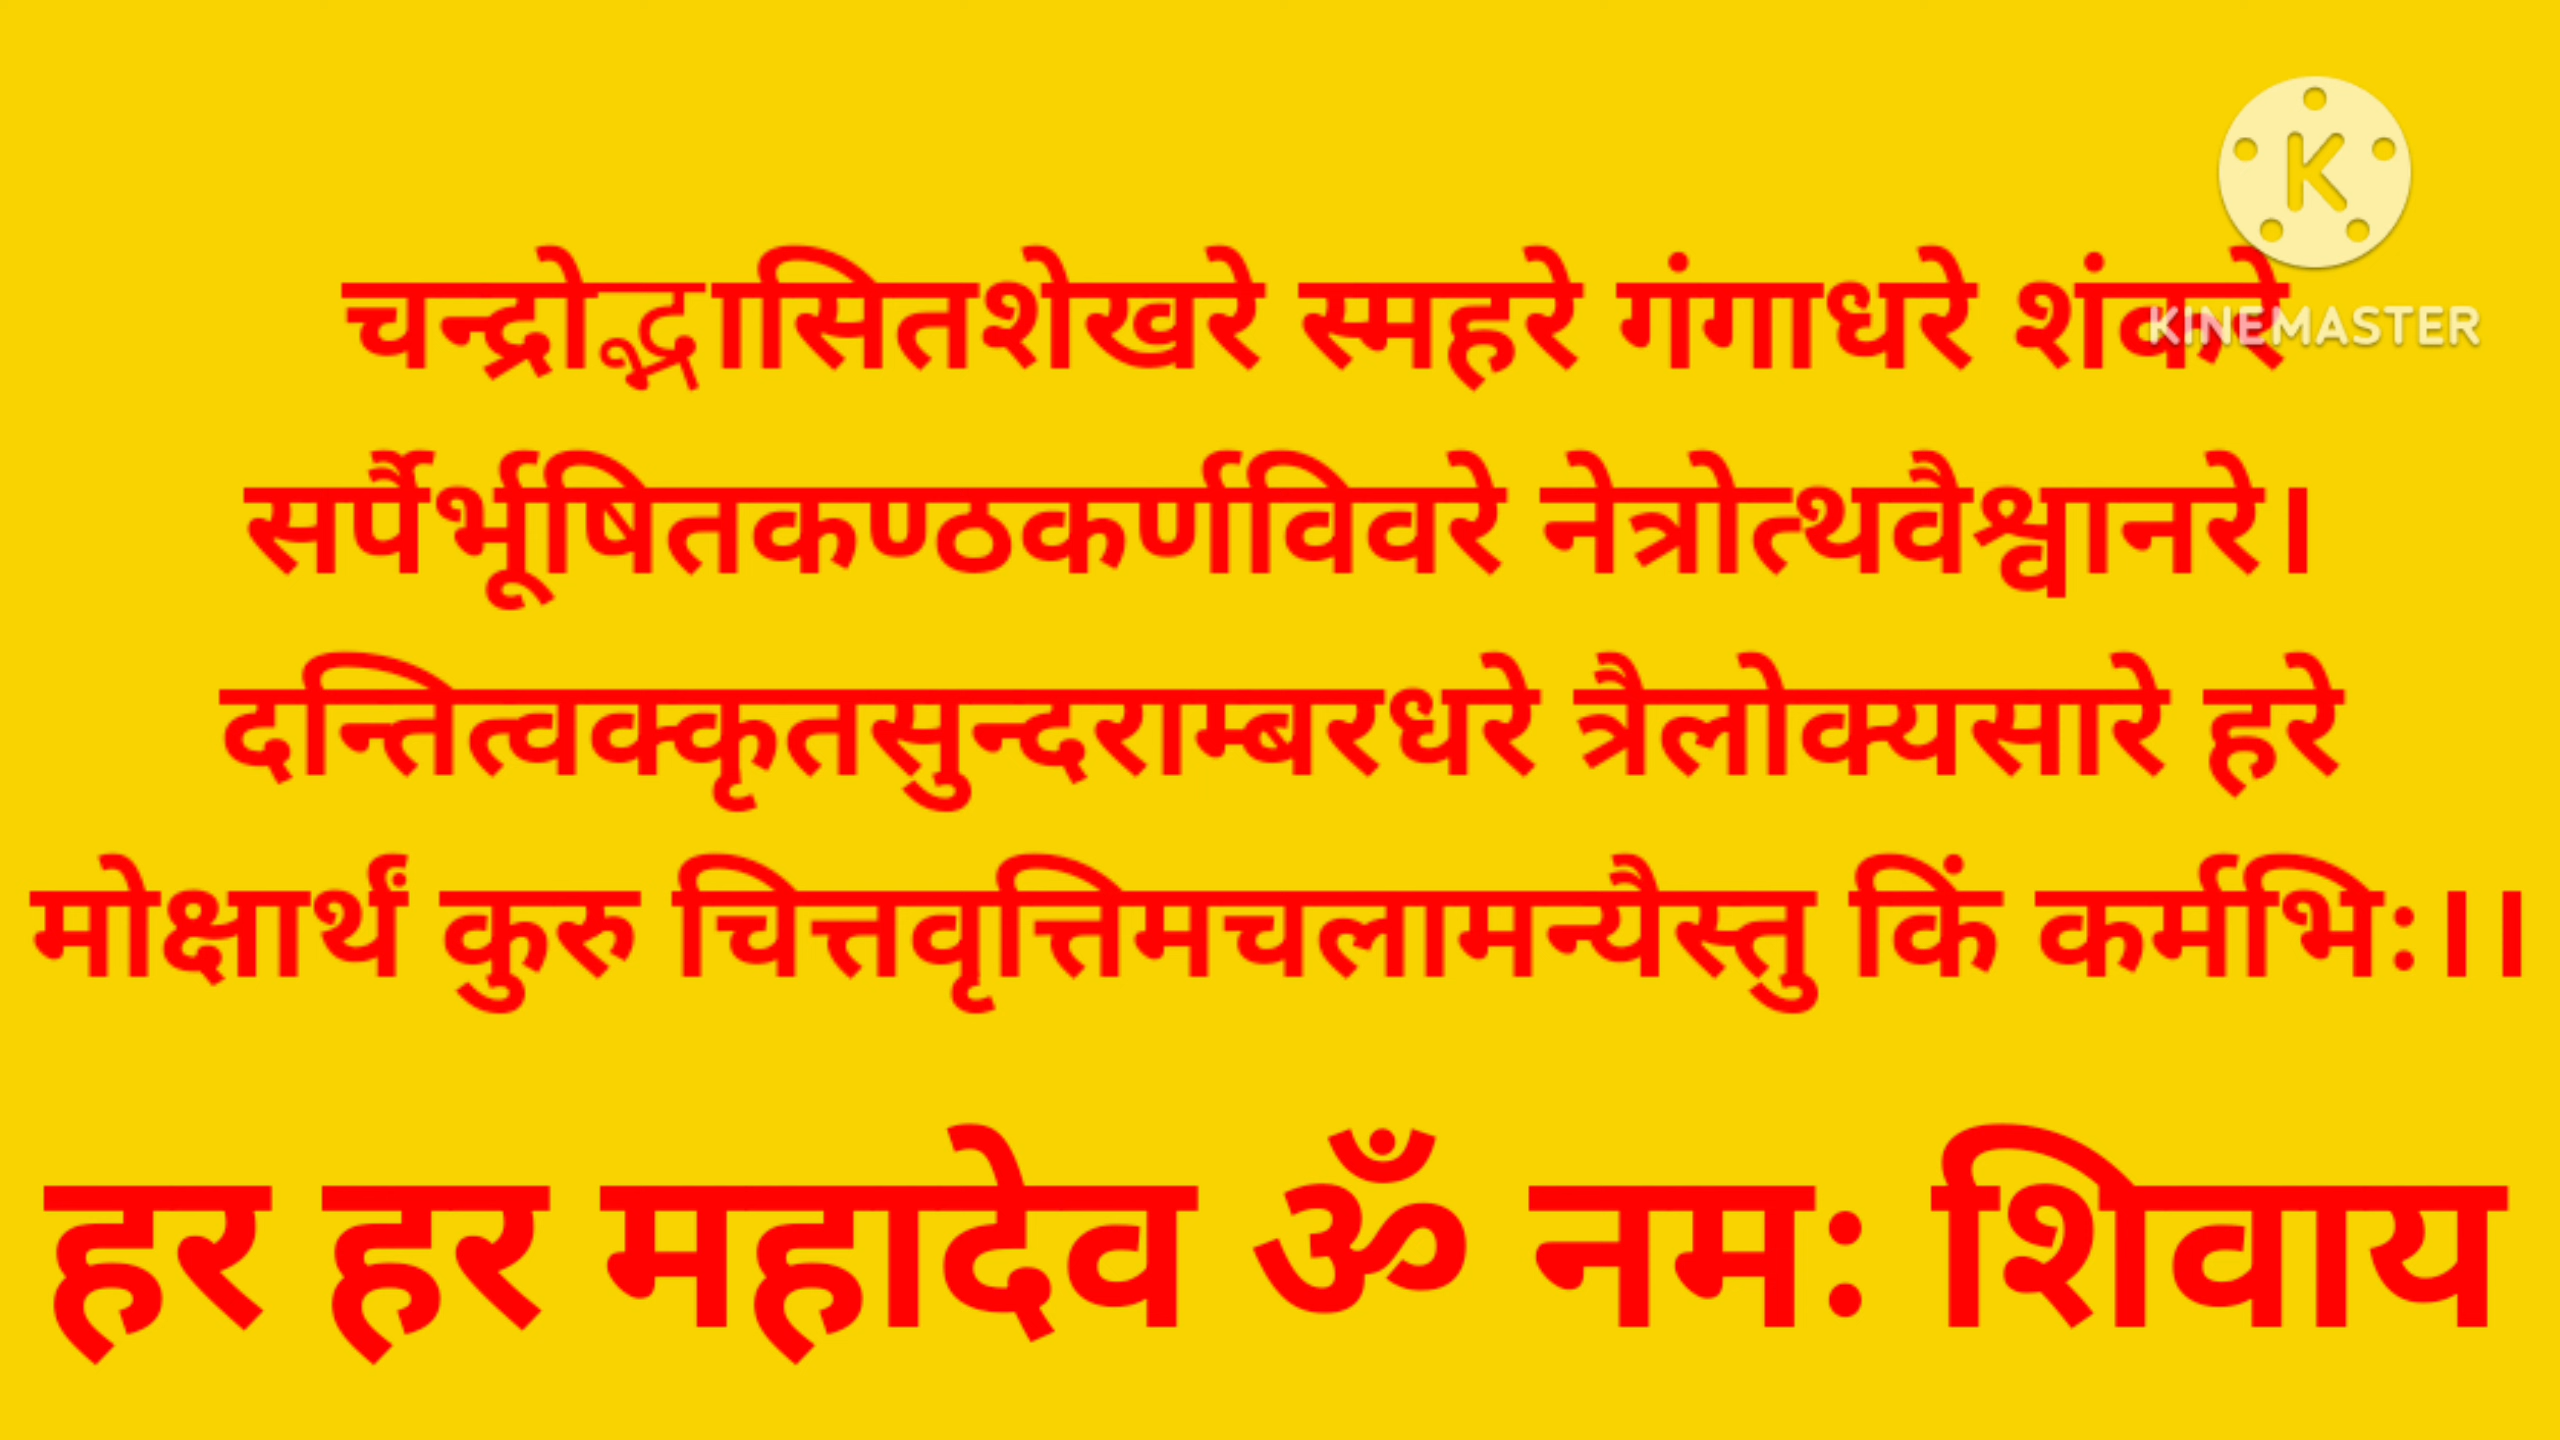 चन्द्रोद्भासितशेखरे स्महरे गंगाधरे शंकरे
KINEMASTER
सर्पैर्भूषितकण्ठकर्णविवरे नेत्रोत्थवैश्वानरे।
दन्तित्वक्कृतसुन्दराम्बरधरे त्रैलोक्यसारे हरे
मोक्षार्थं कुरु चित्तवृत्तिमचलामन्यैस्तु किं कर्मभिः।।
हर हर महादेव ॐ नमः शिवाय